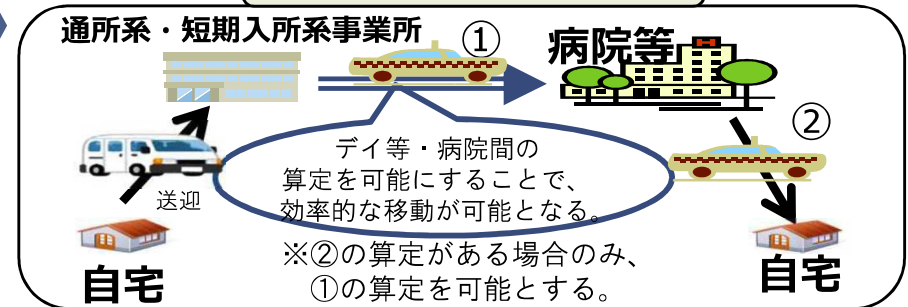 通所系・短期入所系事業所
①
病院等
②
デイ等・病院間の
算定を可能にすることで、
効率的な移動が可能となる。
送迎
自宅
※②の算定がある場合のみ、
①の算定を可能とする。
自宅